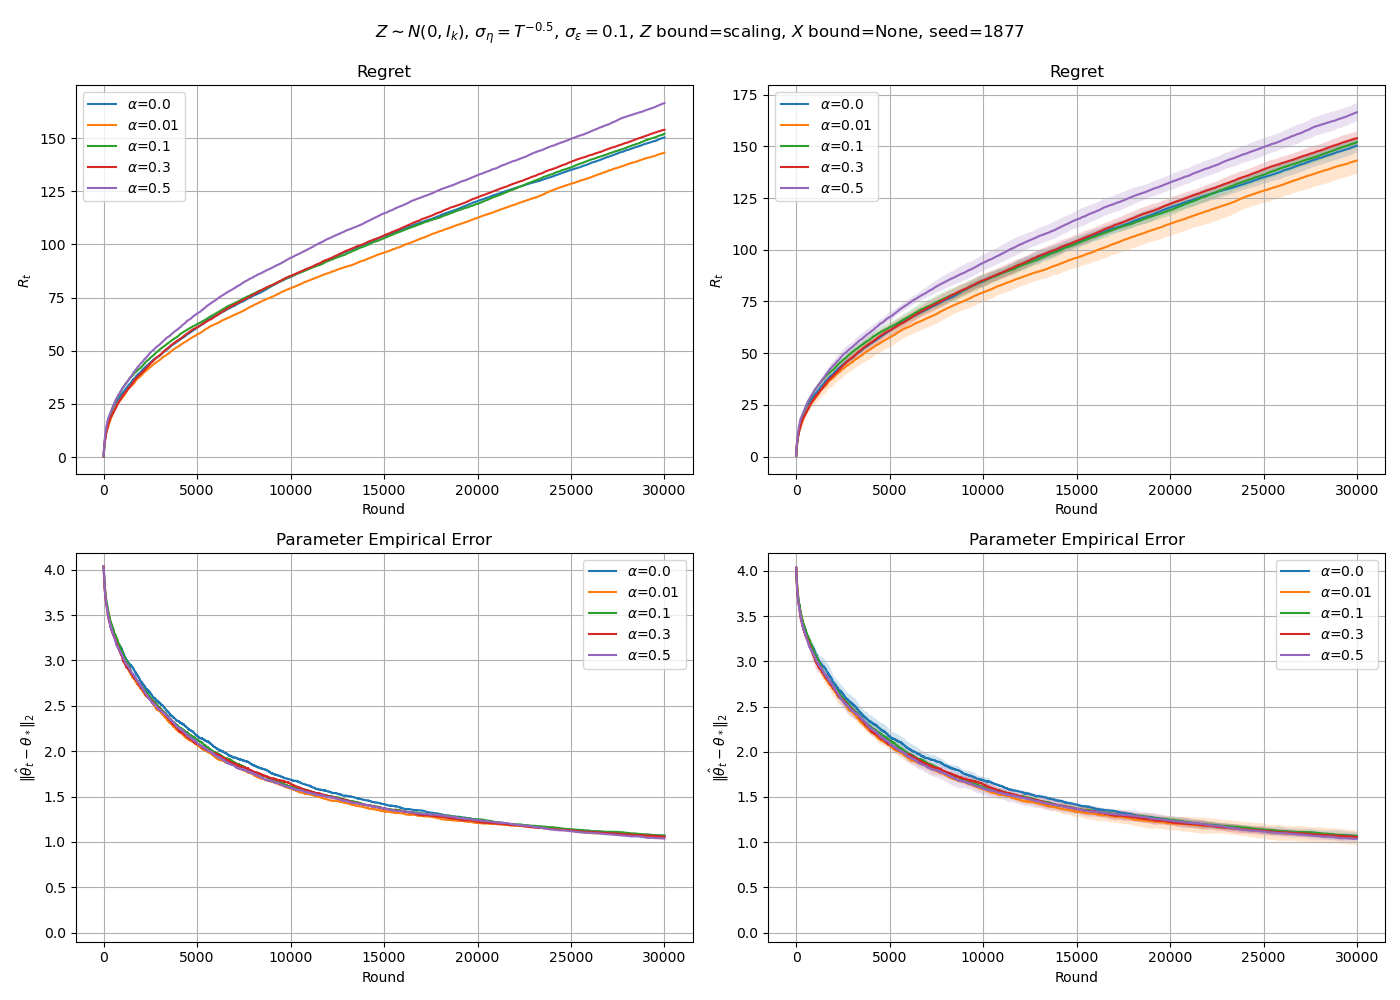 Z ∼ N(0, I_k), σ_η = T^{−0.5}, σ_ε = 0.1, Z bound=scaling, X bound=None, seed=1877
Regret
α=0.0
α=0.01
α=0.1
α=0.3
α=0.5
150
125
100
75
50
25
0
R_t
0 5000 10000 15000 20000 25000 30000
Round
Regret
α=0.0
α=0.01
α=0.1
α=0.3
α=0.5
175
150
125
100
75
50
25
0
R_t
0 5000 10000 15000 20000 25000 30000
Round
Parameter Empirical Error
α=0.0
α=0.01
α=0.1
α=0.3
α=0.5
4.0
3.5
3.0
2.5
2.0
1.5
1.0
0.5
0.0
‖θ̂_t − θ_*‖_2
0 5000 10000 15000 20000 25000 30000
Round
Parameter Empirical Error
α=0.0
α=0.01
α=0.1
α=0.3
α=0.5
4.0
3.5
3.0
2.5
2.0
1.5
1.0
0.5
0.0
‖θ̂_t − θ_*‖_2
0 5000 10000 15000 20000 25000 30000
Round